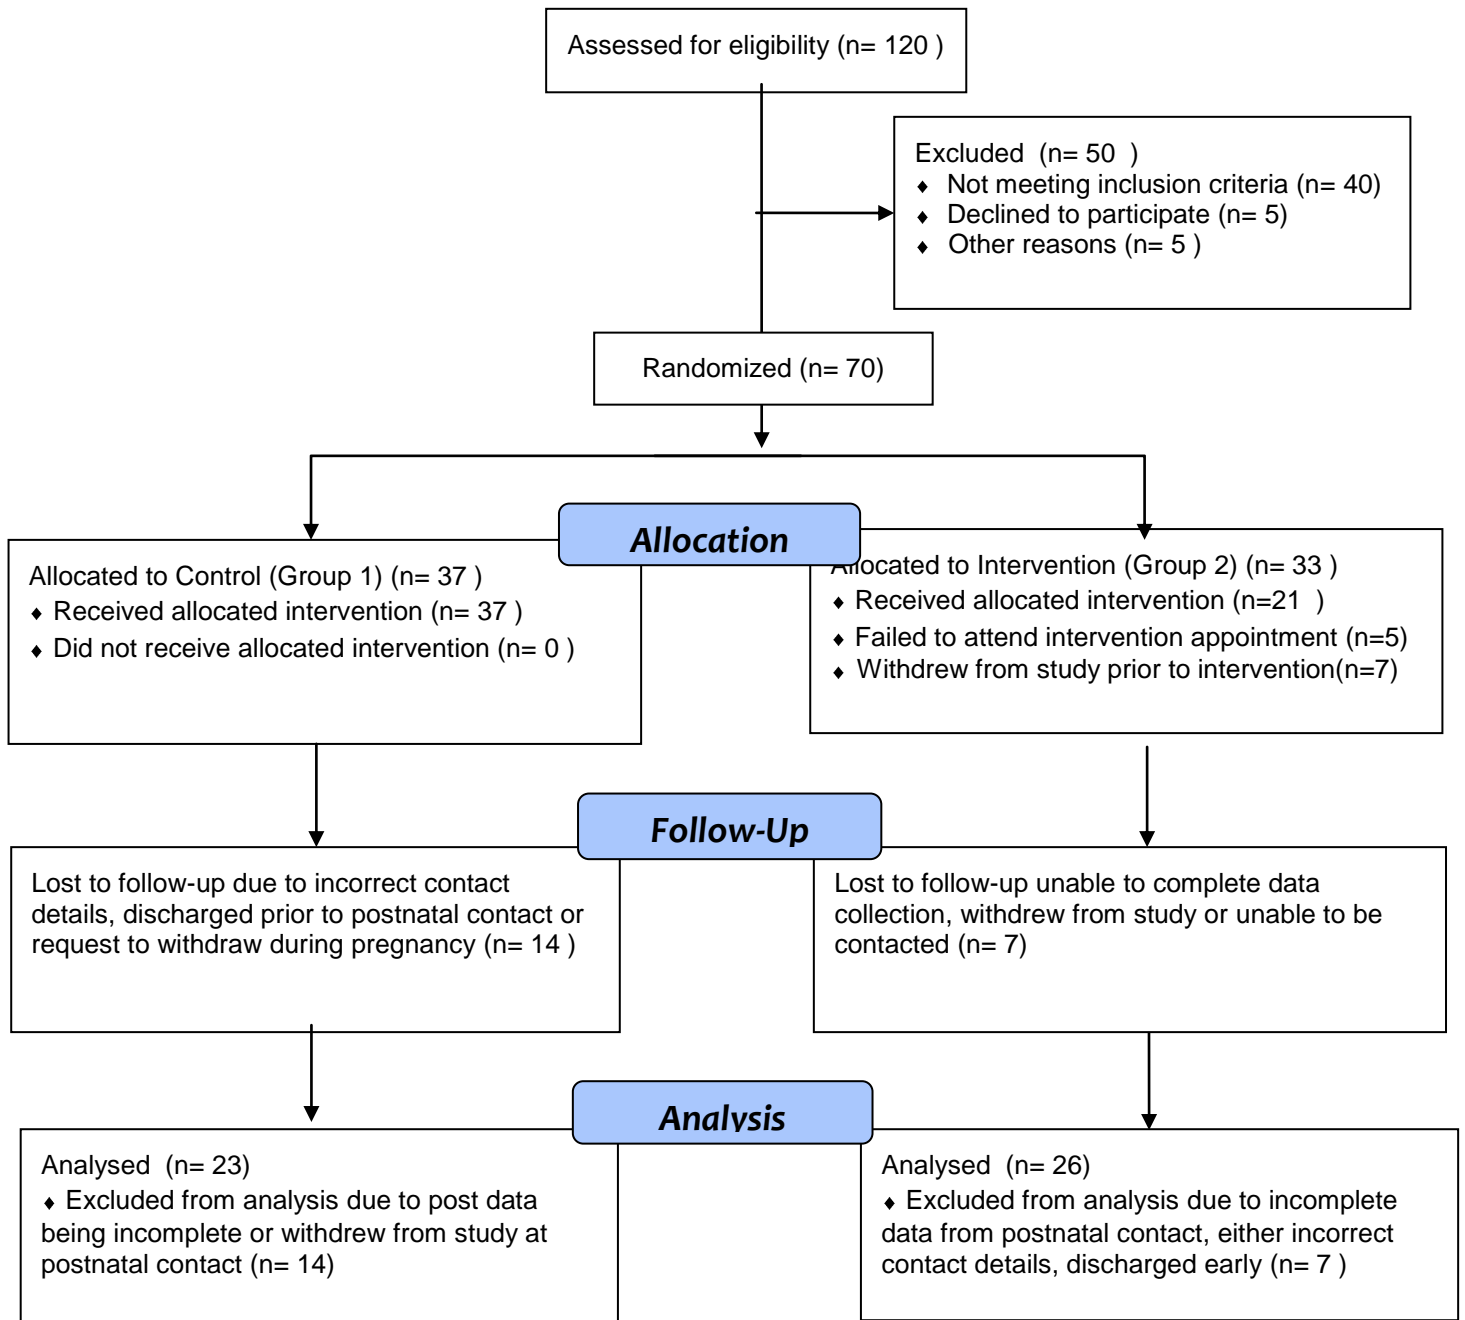 Assessed for eligibility (n= 120 )
Excluded (n= 50 )
♦ Not meeting inclusion criteria (n= 40)
♦ Declined to participate (n= 5)
♦ Other reasons (n= 5 )
Randomized (n= 70)
Allocation
Allocated to Control (Group 1) (n= 37 )
♦ Received allocated intervention (n= 37 )
♦ Did not receive allocated intervention (n= 0 )
Allocated to Intervention (Group 2) (n= 33 )
♦ Received allocated intervention (n=21 )
♦ Failed to attend intervention appointment (n=5)
♦ Withdrew from study prior to intervention(n=7)
Follow-Up
Lost to follow-up due to incorrect contact
details, discharged prior to postnatal contact or
request to withdraw during pregnancy (n= 14 )
Lost to follow-up unable to complete data
collection, withdrew from study or unable to be
contacted (n= 7)
Analysis
Analysed (n= 23)
♦ Excluded from analysis due to post data
being incomplete or withdrew from study at
postnatal contact (n= 14)
Analysed (n= 26)
♦ Excluded from analysis due to incomplete
data from postnatal contact, either incorrect
contact details, discharged early (n= 7 )